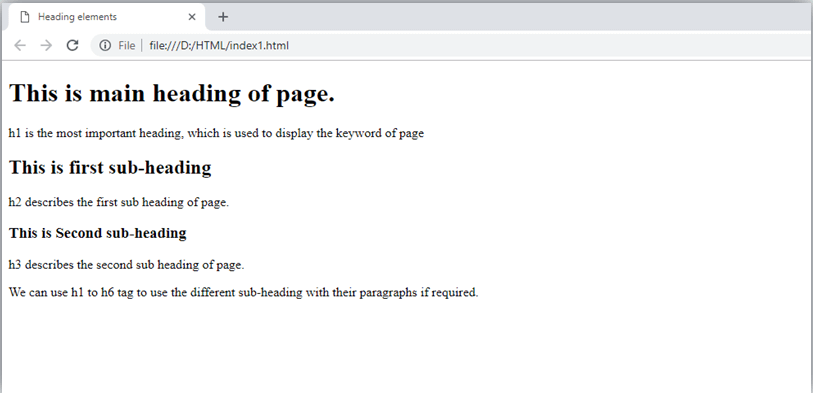 Heading elements
File file:///D:/HTML/index1.html
This is main heading of page.
h1 is the most important heading, which is used to display the keyword of page
This is first sub-heading
h2 describes the first sub heading of page.
This is Second sub-heading
h3 describes the second sub heading of page.
We can use h1 to h6 tag to use the different sub-heading with their paragraphs if required.